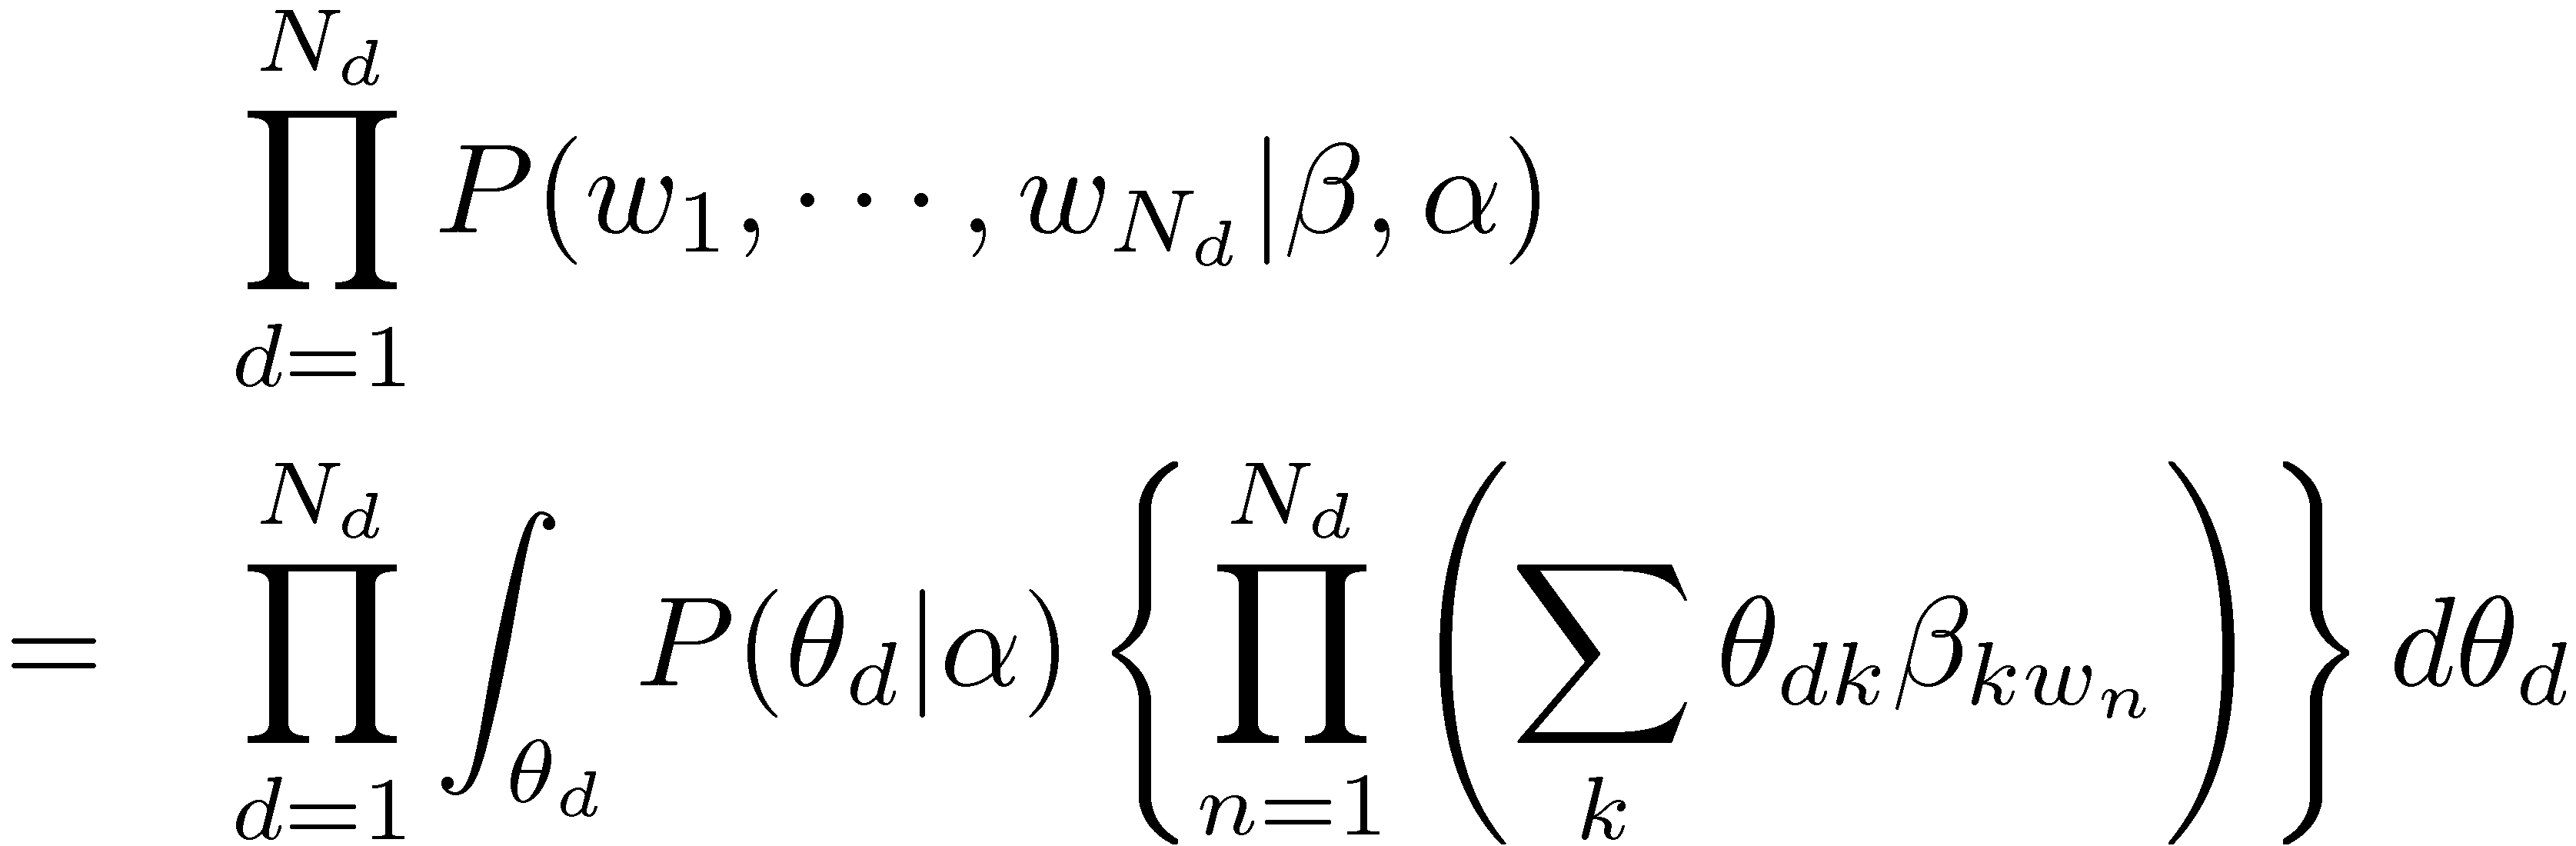 \prod_{d=1}^{N_d} P(w_1, \cdots, w_{N_d} | \beta, \alpha)
= \prod_{d=1}^{N_d} \int_{\theta_d} P(\theta_d | \alpha) \left\{ \prod_{n=1}^{N_d} \left( \sum_k \theta_{dk} \beta_{k w_n} \right) \right\} d\theta_d